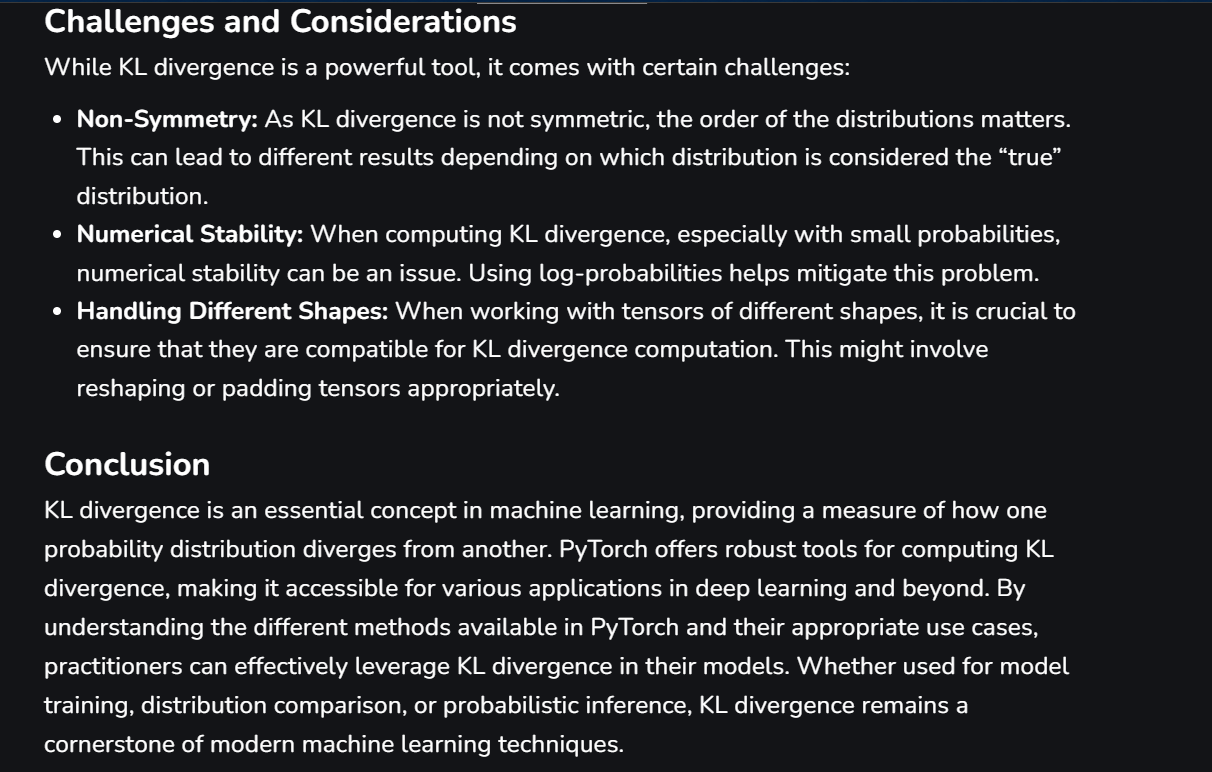 Challenges and Considerations
While KL divergence is a powerful tool, it comes with certain challenges:
• Non-Symmetry: As KL divergence is not symmetric, the order of the distributions matters.
This can lead to different results depending on which distribution is considered the “true”
distribution.
• Numerical Stability: When computing KL divergence, especially with small probabilities,
numerical stability can be an issue. Using log-probabilities helps mitigate this problem.
• Handling Different Shapes: When working with tensors of different shapes, it is crucial to
ensure that they are compatible for KL divergence computation. This might involve
reshaping or padding tensors appropriately.
Conclusion
KL divergence is an essential concept in machine learning, providing a measure of how one
probability distribution diverges from another. PyTorch offers robust tools for computing KL
divergence, making it accessible for various applications in deep learning and beyond. By
understanding the different methods available in PyTorch and their appropriate use cases,
practitioners can effectively leverage KL divergence in their models. Whether used for model
training, distribution comparison, or probabilistic inference, KL divergence remains a
cornerstone of modern machine learning techniques.